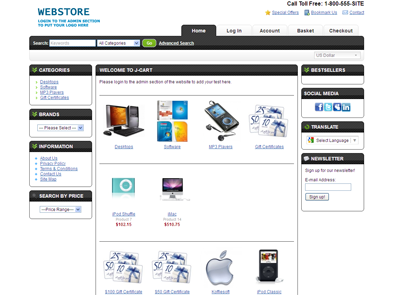 Call Toll Free: 1-800-555-SITE
WEBSTORE
LOGIN TO THE ADMIN SECTION
TO PUT YOUR LOGO HERE
Special Offers Bookmark Us Contact
Home Log In Account Basket Checkout
Search: Keywords All Categories Go Advanced Search
US Dollar
CATEGORIES
Desktops
Software
MP3 Players
Gift Certificates
BRANDS
--- Please Select ---
INFORMATION
About Us
Privacy Policy
Terms & Conditions
Contact Us
Site Map
SEARCH BY PRICE
---Price Range---
WELCOME TO J-CART
Please login to the admin section of the website to add your text here.
Desktops Software MP3 Players Gift Certificates
iPod Shuffle iMac
Product 7 Product 14
$152.15
$100 Gift Certificate $50 Gift Certificate iPod Classic
BESTSELLERS
SOCIAL MEDIA
TRANSLATE
Select Language
NEWSLETTER
Sign up for our newsletter!
E-mail Address:
Sign up!